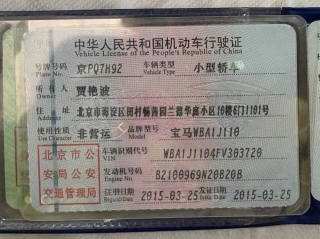 中华人民共和国机动车行驶证
Vehicle License of the People's Republic of China
号牌号码 京PQ7H92 车辆类型 小型轿车
Plate No. Vehicle Type
所有人 贾艳波
Owner
住址 北京市海淀区田村畅茜园兰德华庭小区10楼6门1101号
Address
使用性质 非营运 品牌型号 宝马WBA1J110
Use Character Model
北京市公 车辆识别代号 WBA1J1104FV303720
VIN
安局公安 发动机号码 B2100969N20B20B
Engine No.
交通管理局 注册日期 2015-03-25 发证日期 2015-03-25
Register Date Issue Date